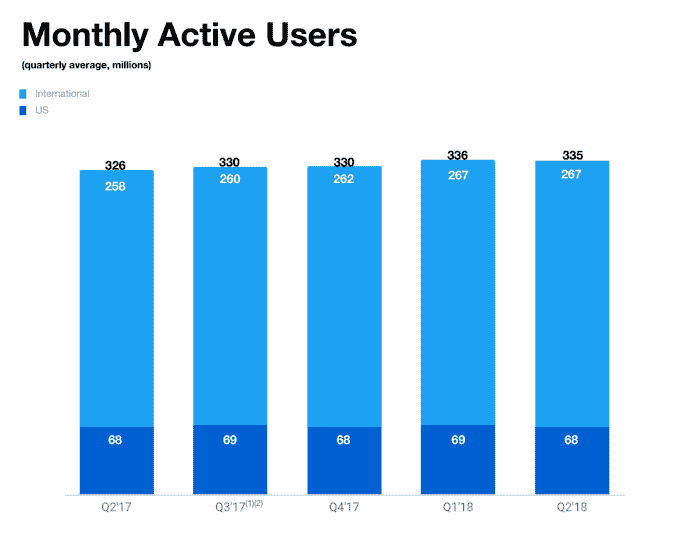 Monthly Active Users
(quarterly average, millions)
International
US
326 330 330 336 335
258 260 262 267 267
68 69 68 69 68
Q2'17 Q3'17(1)(2) Q4'17 Q1'18 Q2'18